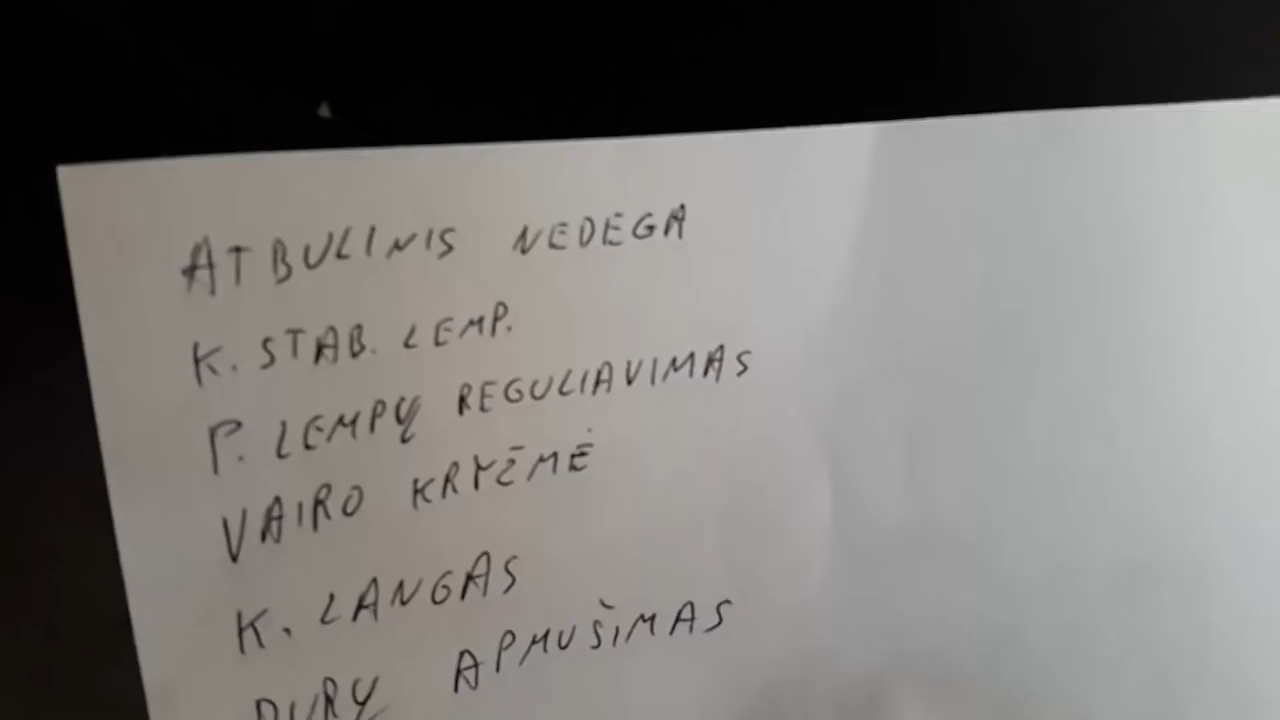 ATBULINIS NEDEGA
K. STAB. LEMP.
P. LEMPŲ REGULIAVIMAS
VAIRO KRYŽMĖ
K. LANGAS
DURŲ APMUŠIMAS